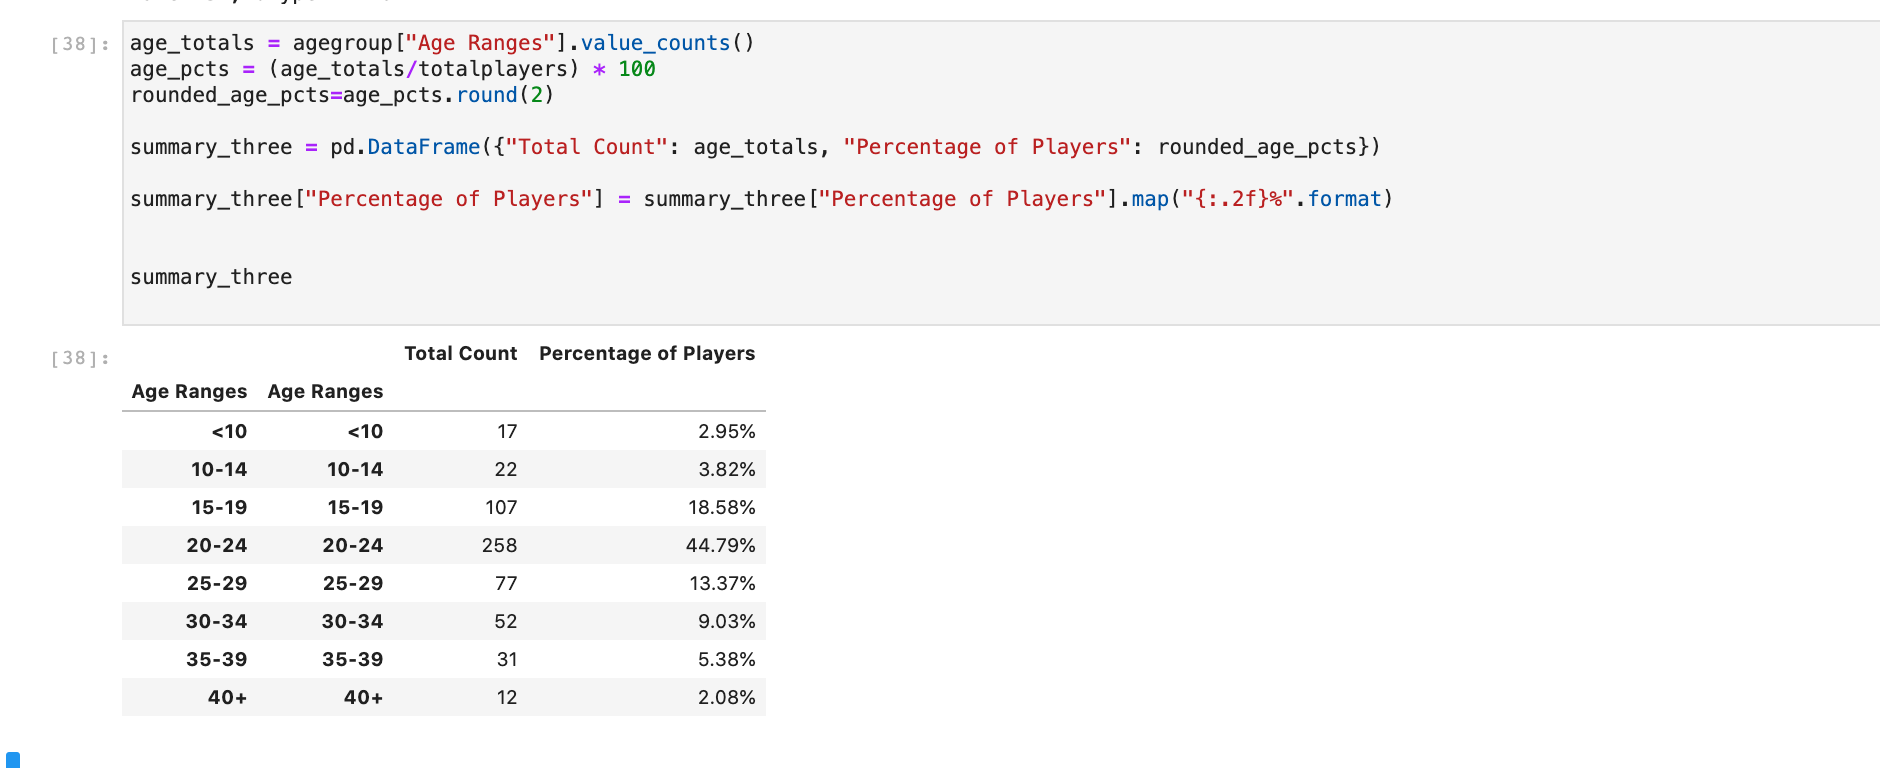 [38]: age_totals = agegroup["Age Ranges"].value_counts()
age_pcts = (age_totals/totalplayers) * 100
rounded_age_pcts=age_pcts.round(2)
summary_three = pd.DataFrame({"Total Count": age_totals, "Percentage of Players": rounded_age_pcts})
summary_three["Percentage of Players"] = summary_three["Percentage of Players"].map("{:.2f}%".format)
summary_three
[38]: Total Count Percentage of Players
Age Ranges Age Ranges
<10 <10 17 2.95%
10-14 10-14 22 3.82%
15-19 15-19 107 18.58%
20-24 20-24 258 44.79%
25-29 25-29 77 13.37%
30-34 30-34 52 9.03%
35-39 35-39 31 5.38%
40+ 40+ 12 2.08%